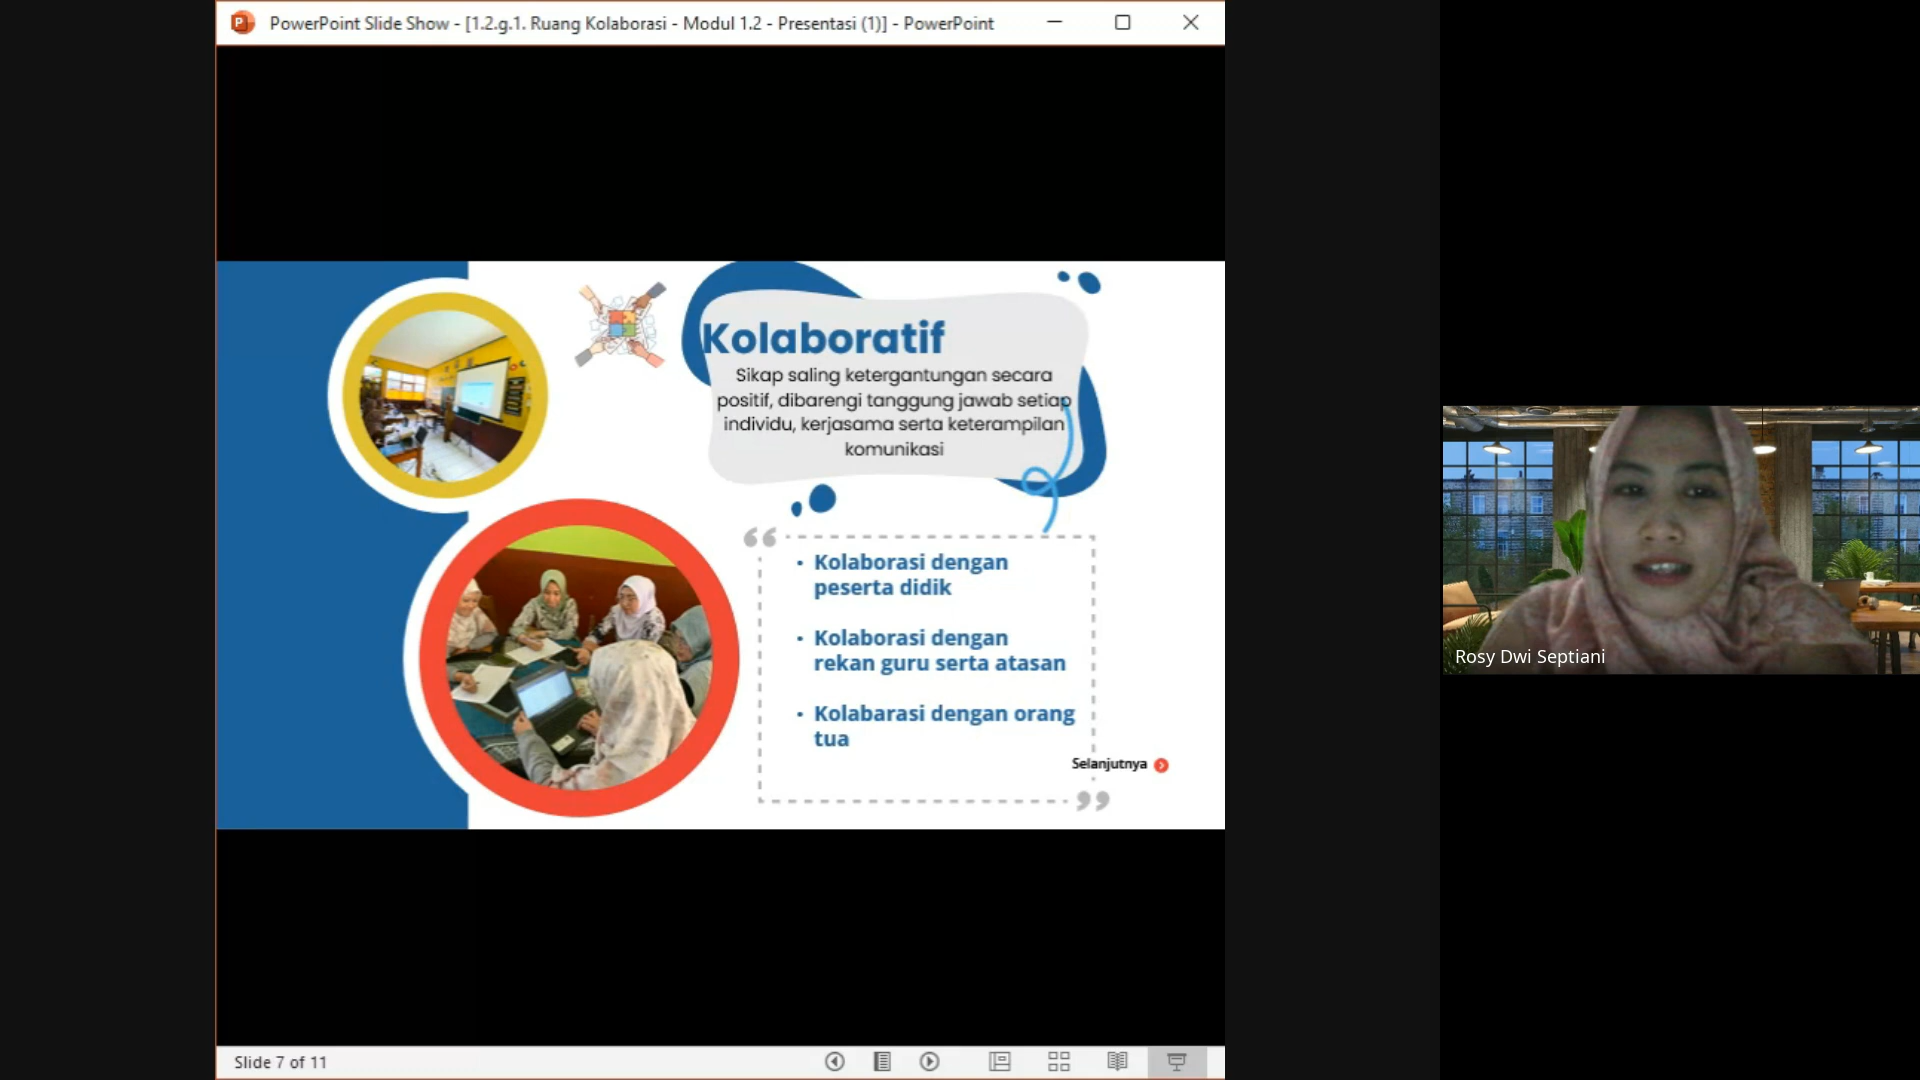 PowerPoint Slide Show - [1.2.g.1. Ruang Kolaborasi - Modul 1.2 - Presentasi (1)] - PowerPoint
Kolaboratif
Sikap saling ketergantungan secara
positif, dibarengi tanggung jawab setiap
individu, kerjasama serta keterampilan
komunikasi
• Kolaborasi dengan
peserta didik
• Kolaborasi dengan
rekan guru serta atasan
• Kolabarasi dengan orang
tua
Selanjutnya
Rosy Dwi Septiani
Slide 7 of 11